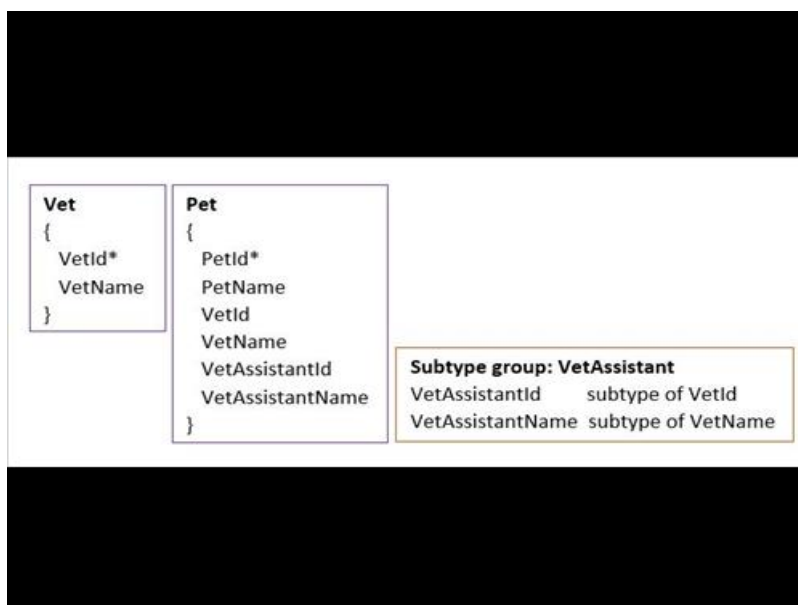 Vet
{
VetId*
VetName
}
Pet
{
PetId*
PetName
VetId
VetName
VetAssistantId
VetAssistantName
}
Subtype group: VetAssistant
VetAssistantId subtype of VetId
VetAssistantName subtype of VetName